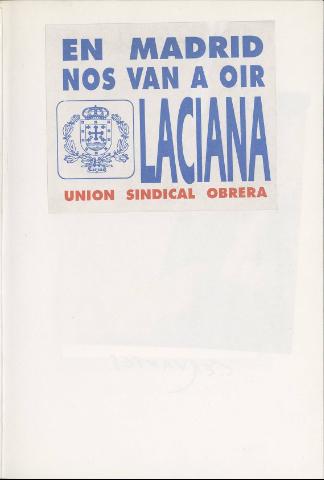 EN MADRID
NOS VAN A OIR
LACIANA
UNION SINDICAL OBRERA